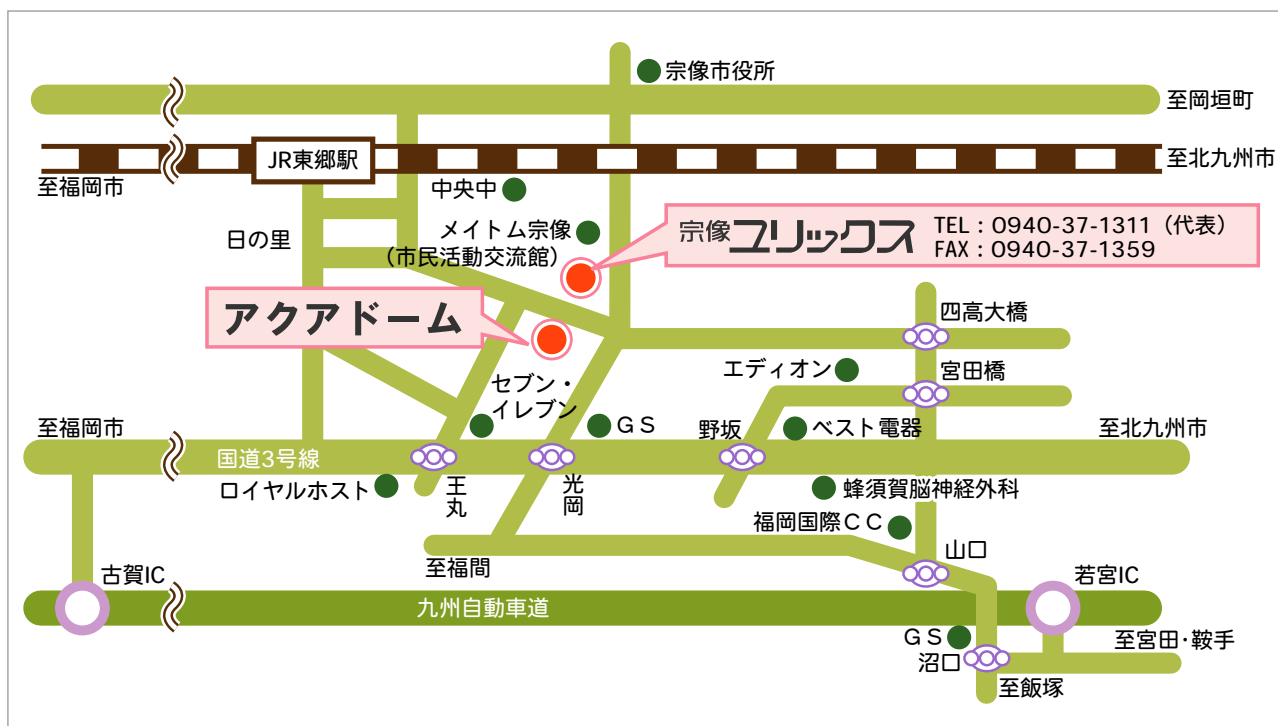 宗像市役所
至岡垣町
JR東郷駅
至北九州市
至福岡市
中央中
メイトム宗像
(市民活動交流館)
宗像ユリックス
TEL：0940-37-1311（代表）
FAX：0940-37-1359
日の里
アクアドーム
四高大橋
エディオン
宮田橋
セブン・
イレブン
GS
野坂
ベスト電器
至福岡市
至北九州市
国道3号線
ロイヤルホスト
王丸
光岡
蜂須賀脳神経外科
福岡国際CC
山口
至福間
古賀IC
若宮IC
九州自動車道
GS
沼口
至宮田・鞍手
至飯塚